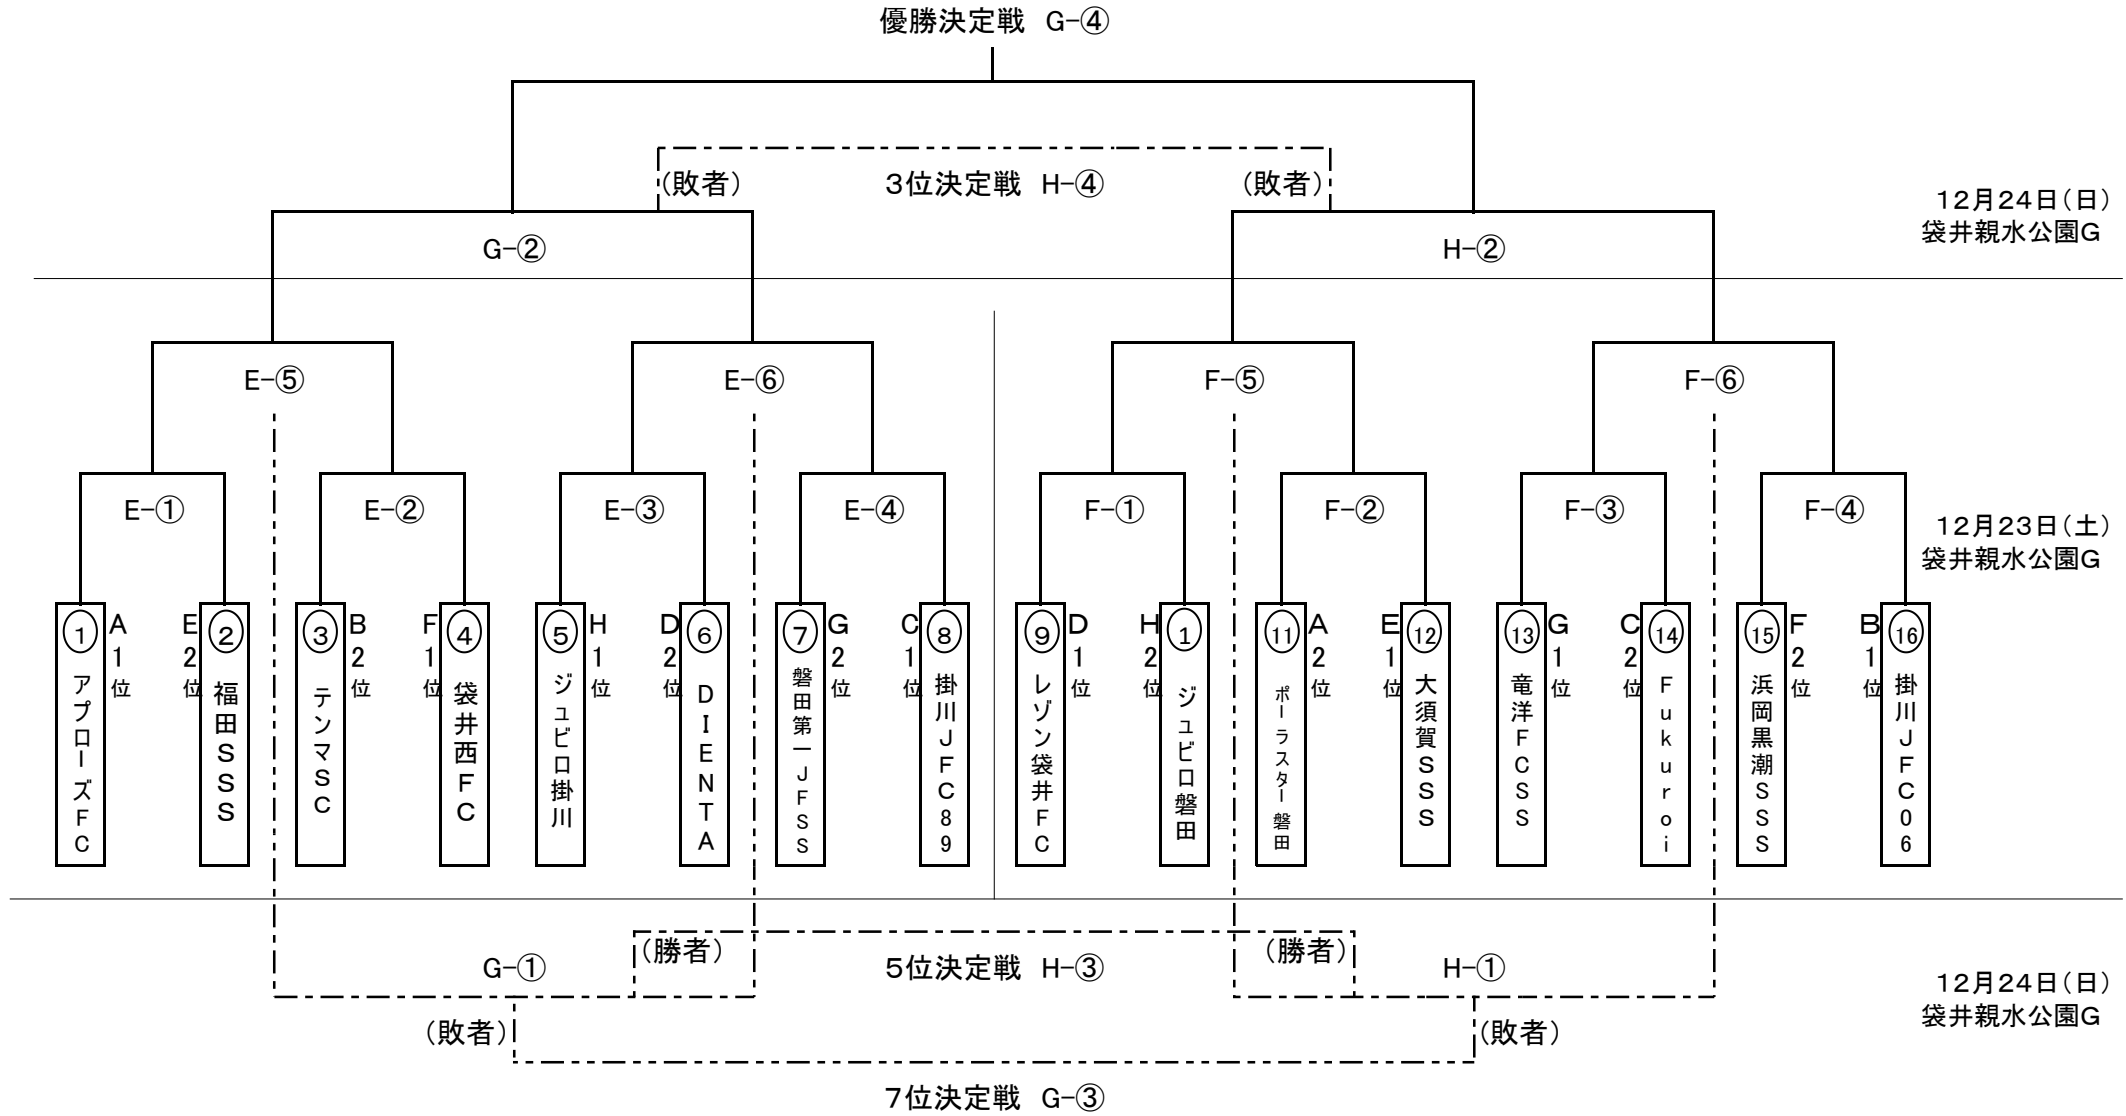 優勝決定戦 G-④
(敗者) 3位決定戦 H-④ (敗者)
12月24日(日)
袋井親水公園G
G-② H-②
E-⑤ E-⑥ F-⑤ F-⑥
E-① E-② E-③ E-④ F-① F-② F-③ F-④
12月23日(土)
袋井親水公園G
① アプローズFC A1位
E2位 ② 福田SSS
③ テンマSC B2位
F1位 ④ 袋井西FC
⑤ ジュビロ掛川 H1位
D2位 ⑥ DIENTA
⑦ 磐田第一JFSS G2位
C1位 ⑧ 掛川JFC89
⑨ レゾン袋井FC D1位
H2位 ① ジュビロ磐田
⑪ ポーラスター磐田 A2位
E1位 ⑫ 大須賀SSS
⑬ 竜洋FCSS G1位
C2位 ⑭ Fukuroi
⑮ 浜岡黒潮SSS F2位
B1位 ⑯ 掛川JFC06
G-① (勝者) 5位決定戦 H-③ (勝者) H-①
12月24日(日)
袋井親水公園G
(敗者) (敗者)
7位決定戦 G-③